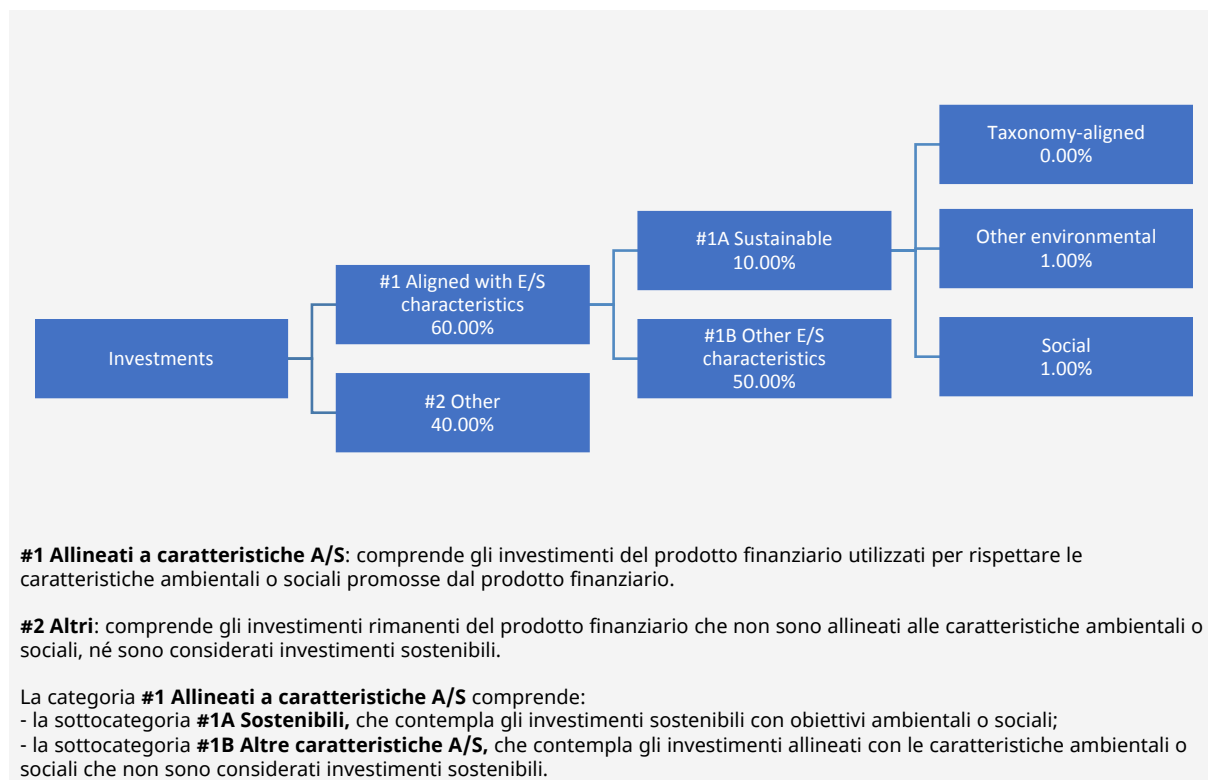 Taxonomy-aligned
0.00%
#1A Sustainable
10.00%
Other environmental
1.00%
#1 Aligned with E/S
characteristics
60.00%
Investments
#1B Other E/S
characteristics
50.00%
Social
1.00%
#2 Other
40.00%
#1 Allineati a caratteristiche A/S: comprende gli investimenti del prodotto finanziario utilizzati per rispettare le
caratteristiche ambientali o sociali promosse dal prodotto finanziario.
#2 Altri: comprende gli investimenti rimanenti del prodotto finanziario che non sono allineati alle caratteristiche ambientali o
sociali, né sono considerati investimenti sostenibili.
La categoria #1 Allineati a caratteristiche A/S comprende:
- la sottocategoria #1A Sostenibili, che contempla gli investimenti sostenibili con obiettivi ambientali o sociali;
- la sottocategoria #1B Altre caratteristiche A/S, che contempla gli investimenti allineati con le caratteristiche ambientali o
sociali che non sono considerati investimenti sostenibili.